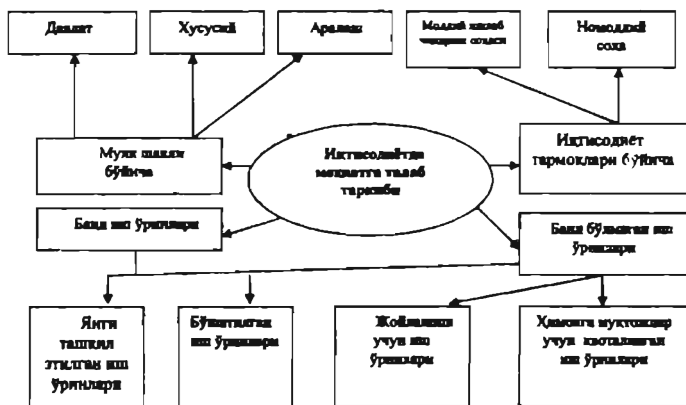 Давлат
Хусусий
Аралаш
Моддий ишлаб
чиқариш соҳаси
Номоддий
соҳа
Мулк шакли
бўйича
Иқтисодиётда
меҳнатга талаб
таркиби
Иқтисодиёт
тармоқлари бўйича
Банд иш ўринлари
Банд бўлмаган иш
ўринлари
Янги
ташкил
этилган иш
ўринлари
Бўшатилган
иш ўринлари
Жойлашиш
учун иш
ўринлари
Ҳимояга муҳтожлар
учун квоталанган
иш ўринлари